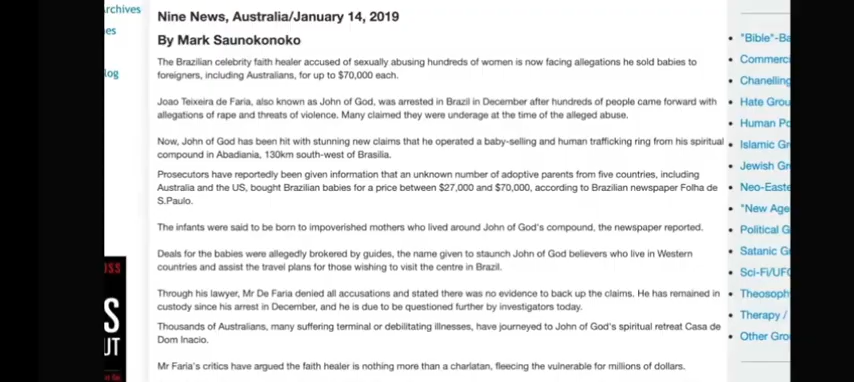 Archives
Nine News, Australia/January 14, 2019
By Mark Saunokonoko
The Brazilian celebrity faith healer accused of sexually abusing hundreds of women is now facing allegations he sold babies to
foreigners, including Australians, for up to $70,000 each.
Joao Teixeira de Faria, also known as John of God, was arrested in Brazil in December after hundreds of people came forward with
allegations of rape and threats of violence. Many claimed they were underage at the time of the alleged abuse.
Now, John of God has been hit with stunning new claims that he operated a baby-selling and human trafficking ring from his spiritual
compound in Abadiania, 130km south-west of Brasilia.
Prosecutors have reportedly been given information that an unknown number of adoptive parents from five countries, including
Australia and the US, bought Brazilian babies for a price between $27,000 and $70,000, according to Brazilian newspaper Folha de
S.Paulo.
The infants were said to be born to impoverished mothers who lived around John of God's compound, the newspaper reported.
Deals for the babies were allegedly brokered by guides, the name given to staunch John of God believers who live in Western
countries and assist the travel plans for those wishing to visit the centre in Brazil.
Through his lawyer, Mr De Faria denied all accusations and stated there was no evidence to back up the claims. He has remained in
custody since his arrest in December, and he is due to be questioned further by investigators today.
Thousands of Australians, many suffering terminal or debilitating illnesses, have journeyed to John of God's spiritual retreat Casa de
Dom Inacio.
Mr Faria's critics have argued the faith healer is nothing more than a charlatan, fleecing the vulnerable for millions of dollars.
"Bible"-Ba
Commerci
Chanelling
Hate Grou
Human Po
Islamic Gr
Jewish Gr
Neo-Easte
"New Age
Political G
Satanic G
Sci-Fi/UFO
Theosoph
Therapy /
Other Gro